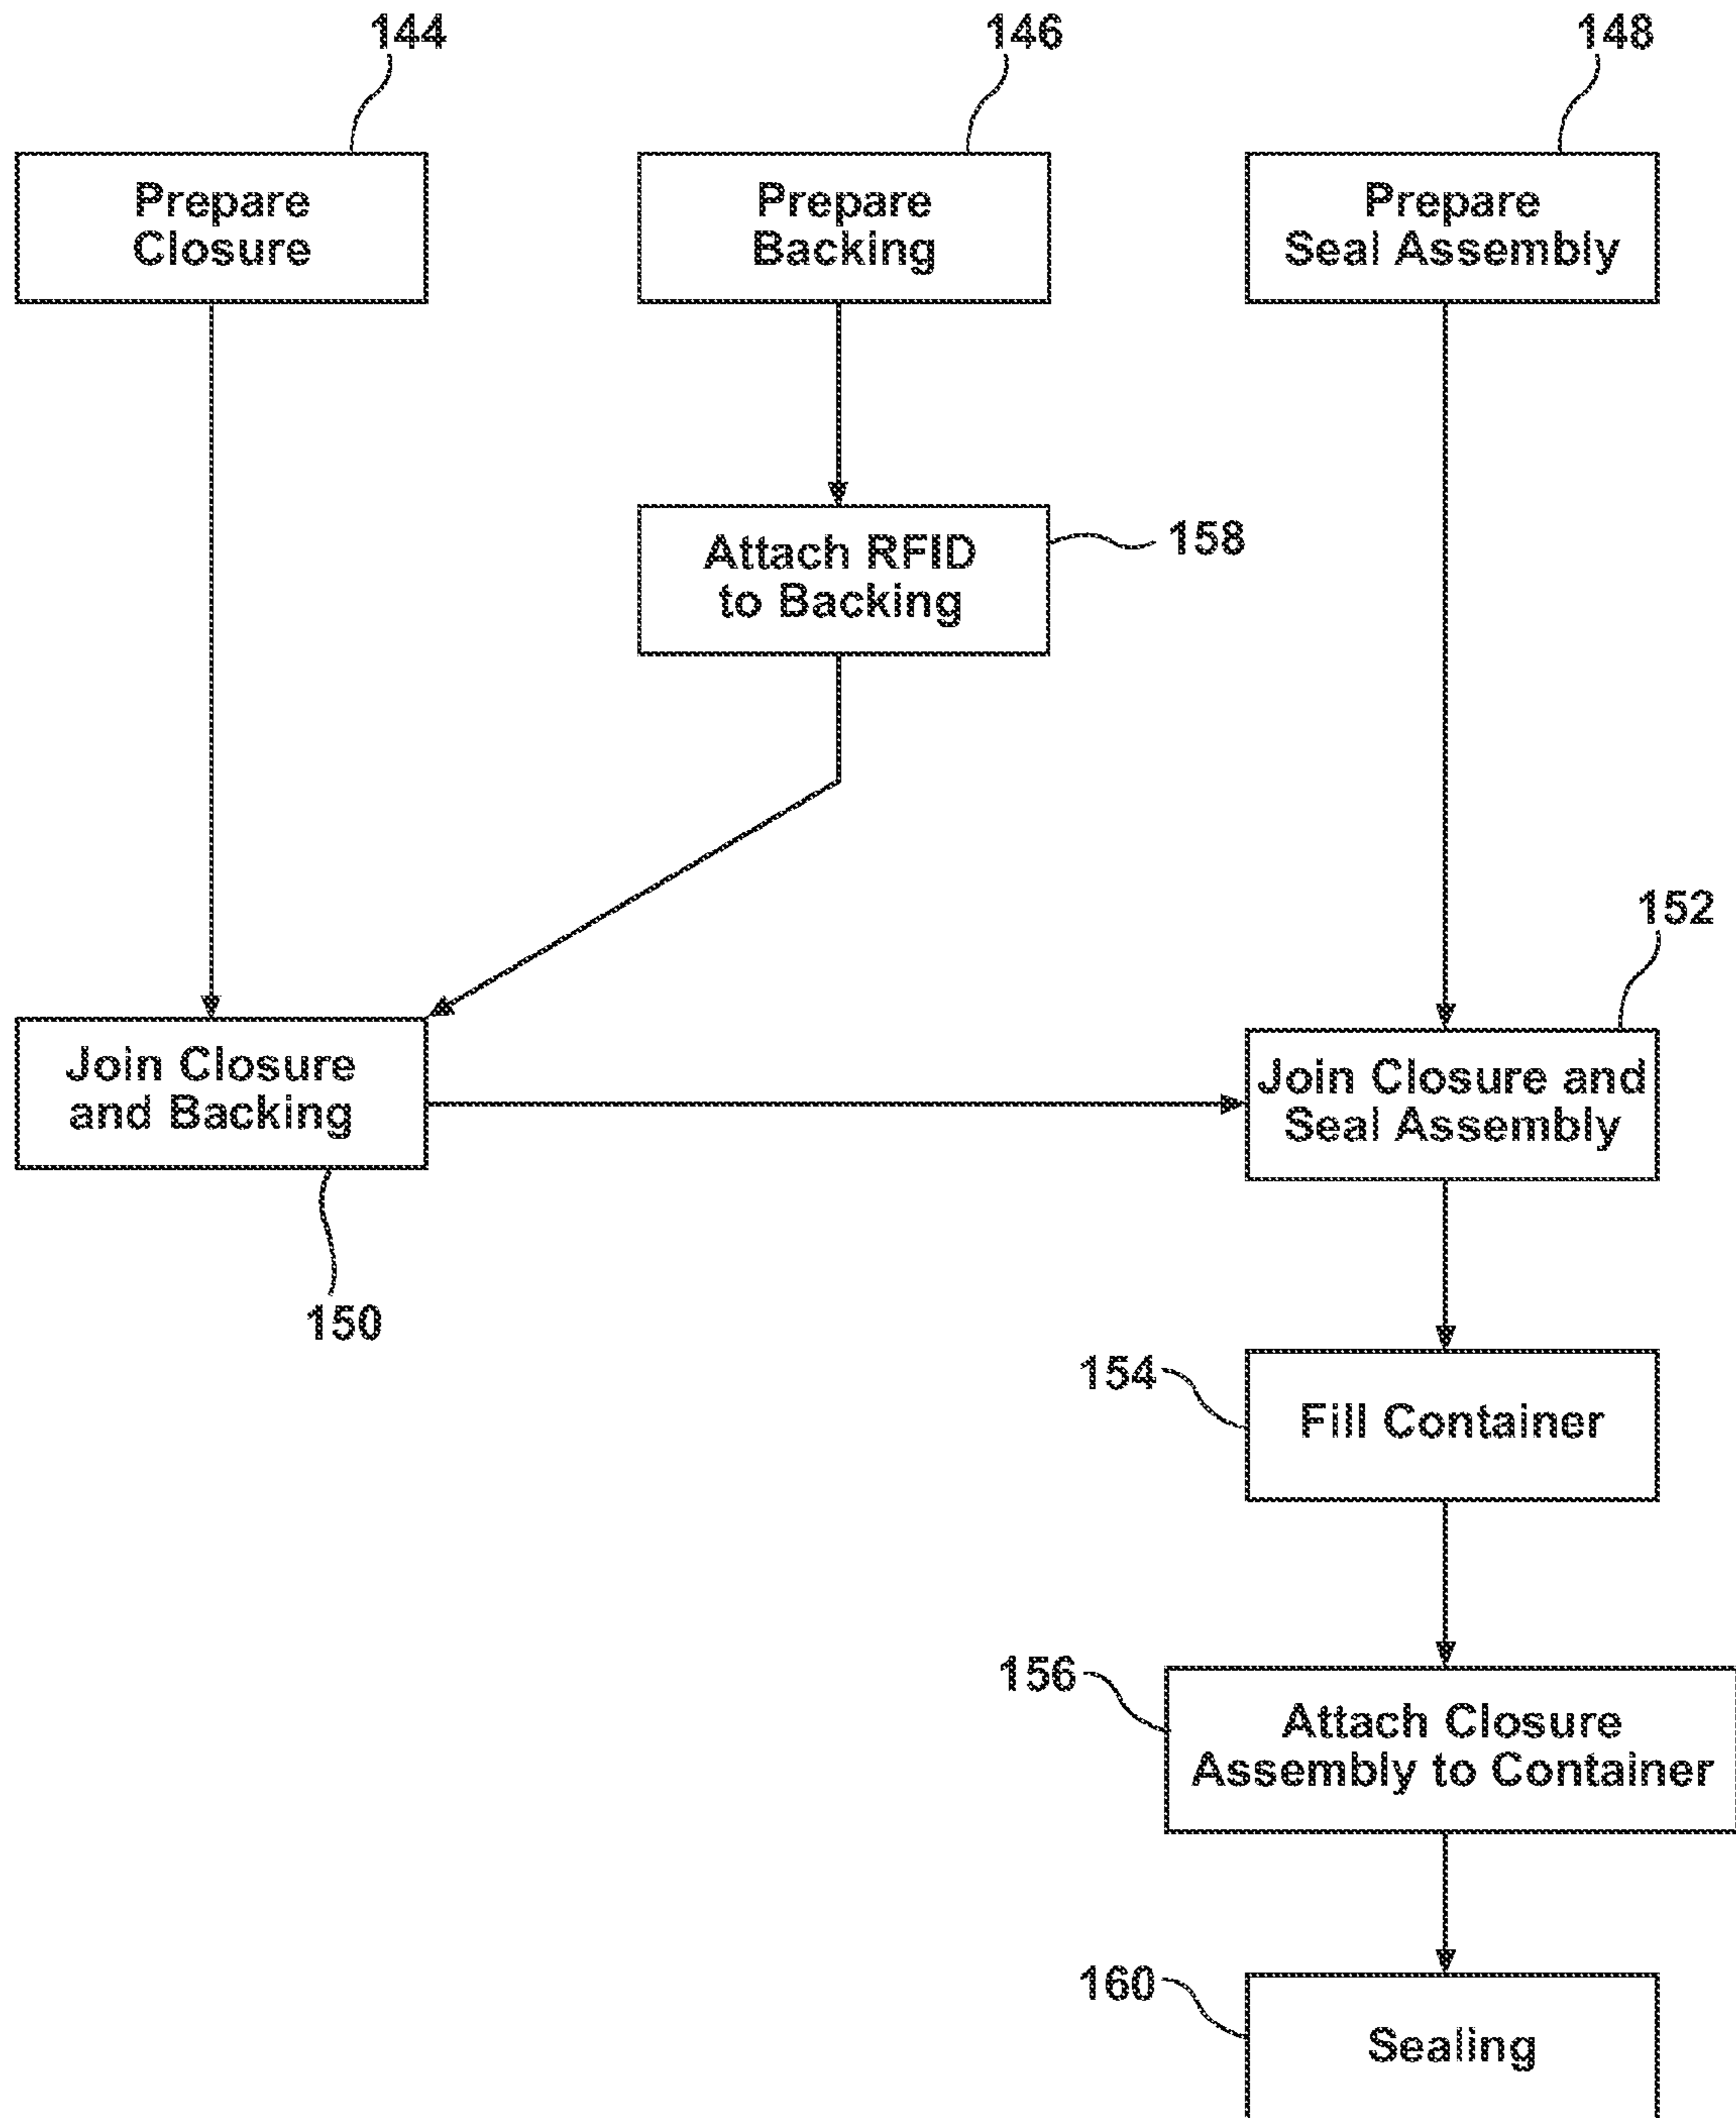 144
146
148
Prepare
Closure
Prepare
Backing
Prepare
Seal Assembly
Attach RFID
to Backing
158
152
Join Closure
and Backing
Join Closure and
Seal Assembly
150
154
Fill Container
156
Attach Closure
Assembly to Container
160
Sealing